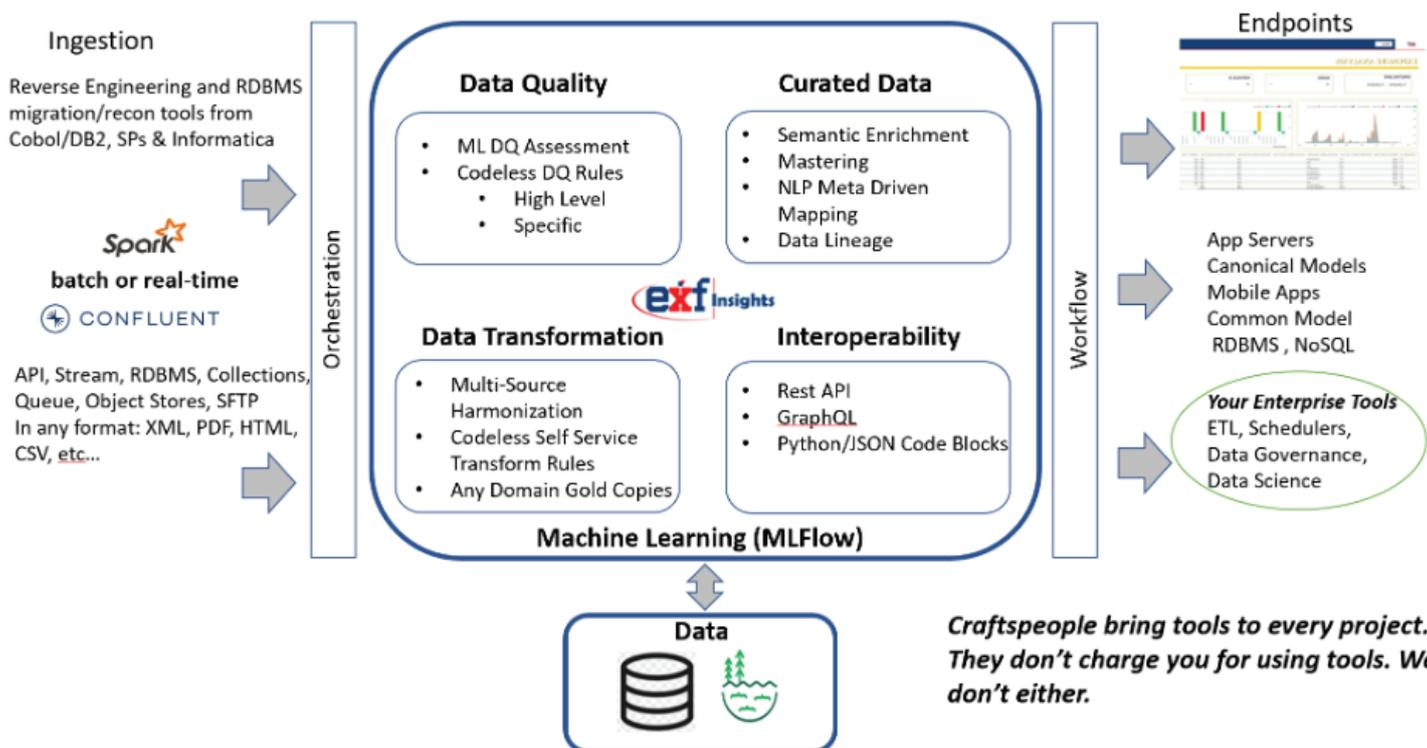 Ingestion
Reverse Engineering and RDBMS
migration/recon tools from
Cobol/DB2, SPs & Informatica
Spark
batch or real-time
CONFLUENT
API, Stream, RDBMS, Collections,
Queue, Object Stores, SFTP
In any format: XML, PDF, HTML,
CSV, etc...
Orchestration
Data Quality
• ML DQ Assessment
• Codeless DQ Rules
• High Level
• Specific
Curated Data
• Semantic Enrichment
• Mastering
• NLP Meta Driven
Mapping
• Data Lineage
exf Insights
Data Transformation
• Multi-Source
Harmonization
• Codeless Self Service
Transform Rules
• Any Domain Gold Copies
Interoperability
• Rest API
• GraphQL
• Python/JSON Code Blocks
Machine Learning (MLFlow)
Data
Workflow
Endpoints
App Servers
Canonical Models
Mobile Apps
Common Model
RDBMS , NoSQL
Your Enterprise Tools
ETL, Schedulers,
Data Governance,
Data Science
Craftspeople bring tools to every project.
They don't charge you for using tools. We
don't either.